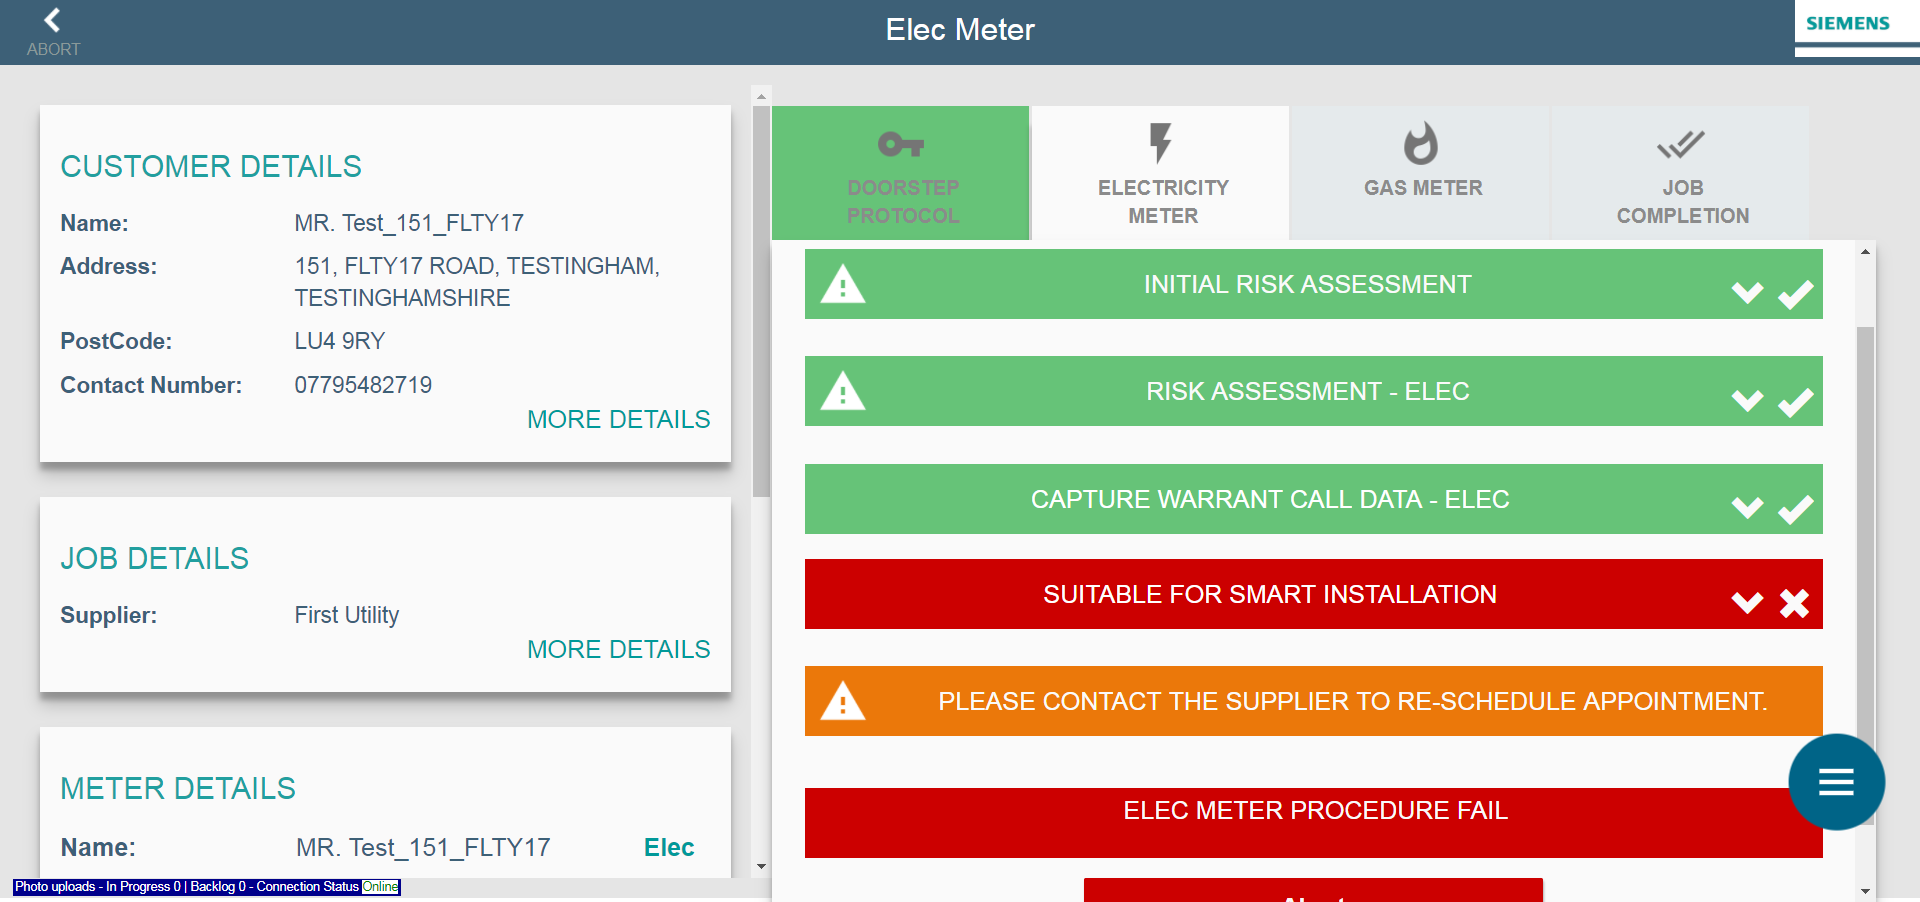 ABORT
Elec Meter
SIEMENS
CUSTOMER DETAILS
Name: MR. Test_151_FLTY17
Address: 151, FLTY17 ROAD, TESTINGHAM,
TESTINGHAMSHIRE
PostCode: LU4 9RY
Contact Number: 07795482719
MORE DETAILS
JOB DETAILS
Supplier: First Utility
MORE DETAILS
METER DETAILS
Name: MR. Test_151_FLTY17 Elec
Photo uploads - In Progress 0 | Backlog 0 - Connection Status Online
DOORSTEP
PROTOCOL
ELECTRICITY
METER
GAS METER
JOB
COMPLETION
INITIAL RISK ASSESSMENT
RISK ASSESSMENT - ELEC
CAPTURE WARRANT CALL DATA - ELEC
SUITABLE FOR SMART INSTALLATION
PLEASE CONTACT THE SUPPLIER TO RE-SCHEDULE APPOINTMENT.
ELEC METER PROCEDURE FAIL